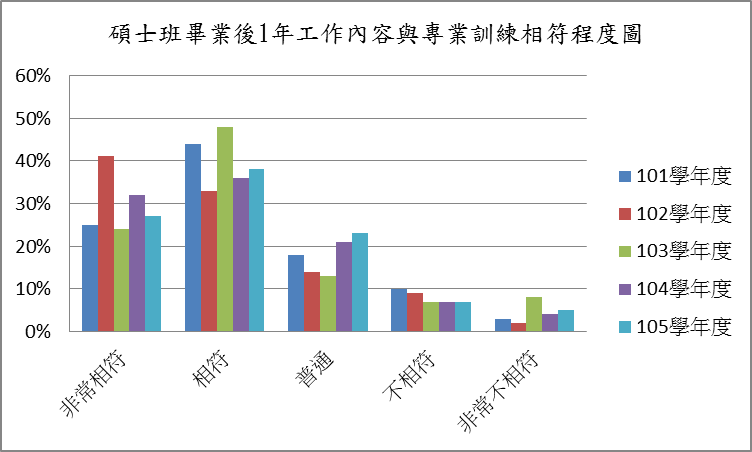 碩士班畢業後1年工作內容與專業訓練相符程度圖
60%
50%
40%
30%
20%
10%
0%
非常相符
相符
普通
不相符
非常不相符
101學年度
102學年度
103學年度
104學年度
105學年度